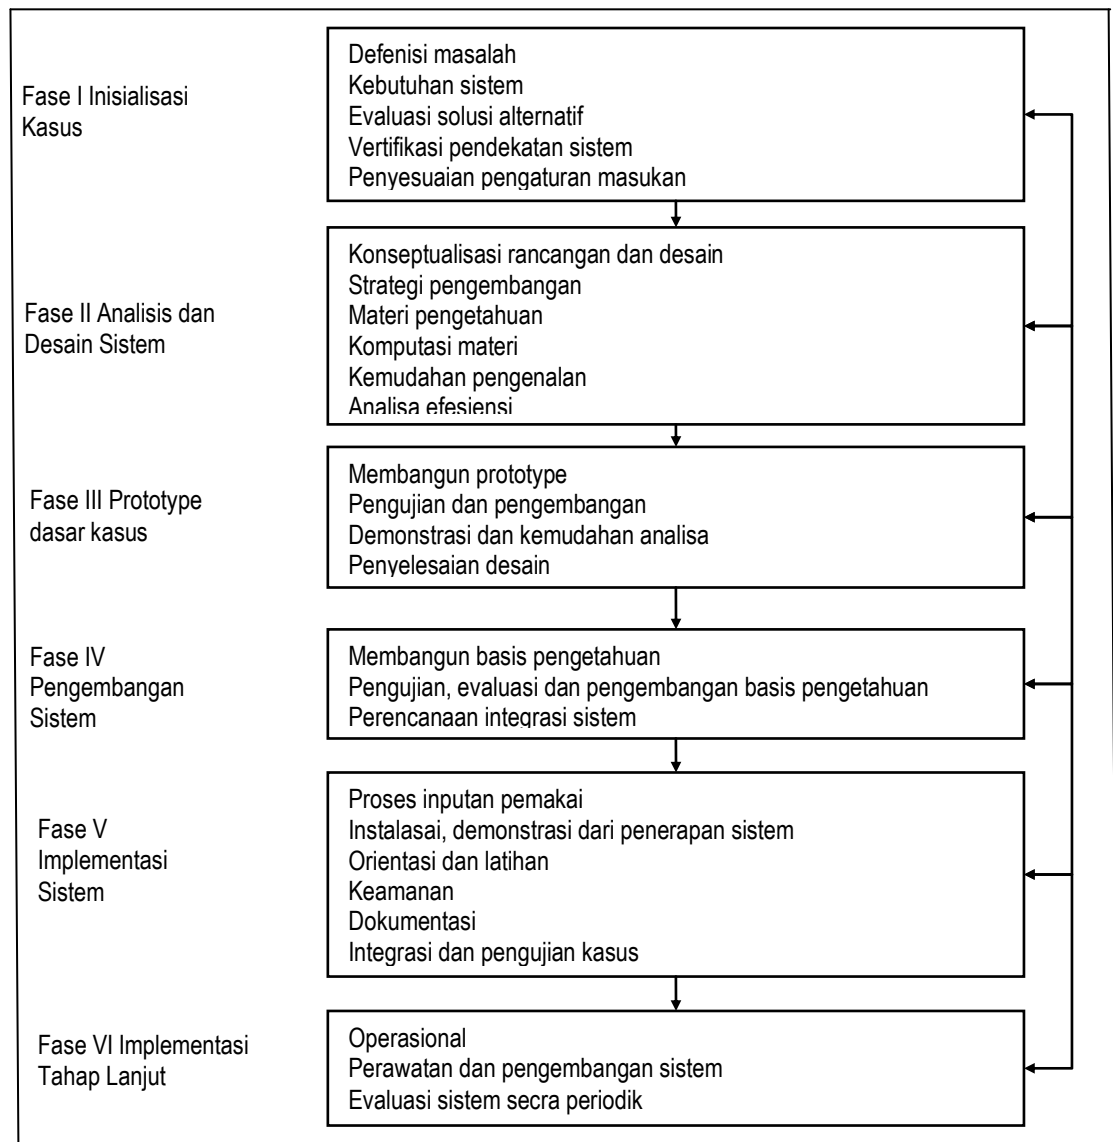 Fase I Inisialisasi
Kasus
Defenisi masalah
Kebutuhan sistem
Evaluasi solusi alternatif
Vertifikasi pendekatan sistem
Penyesuaian pengaturan masukan
Fase II Analisis dan
Desain Sistem
Konseptualisasi rancangan dan desain
Strategi pengembangan
Materi pengetahuan
Komputasi materi
Kemudahan pengenalan
Analisa efesiensi
Fase III Prototype
dasar kasus
Membangun prototype
Pengujian dan pengembangan
Demonstrasi dan kemudahan analisa
Penyelesaian desain
Fase IV
Pengembangan
Sistem
Membangun basis pengetahuan
Pengujian, evaluasi dan pengembangan basis pengetahuan
Perencanaan integrasi sistem
Fase V
Implementasi
Sistem
Proses inputan pemakai
Instalasai, demonstrasi dari penerapan sistem
Orientasi dan latihan
Keamanan
Dokumentasi
Integrasi dan pengujian kasus
Fase VI Implementasi
Tahap Lanjut
Operasional
Perawatan dan pengembangan sistem
Evaluasi sistem secra periodik